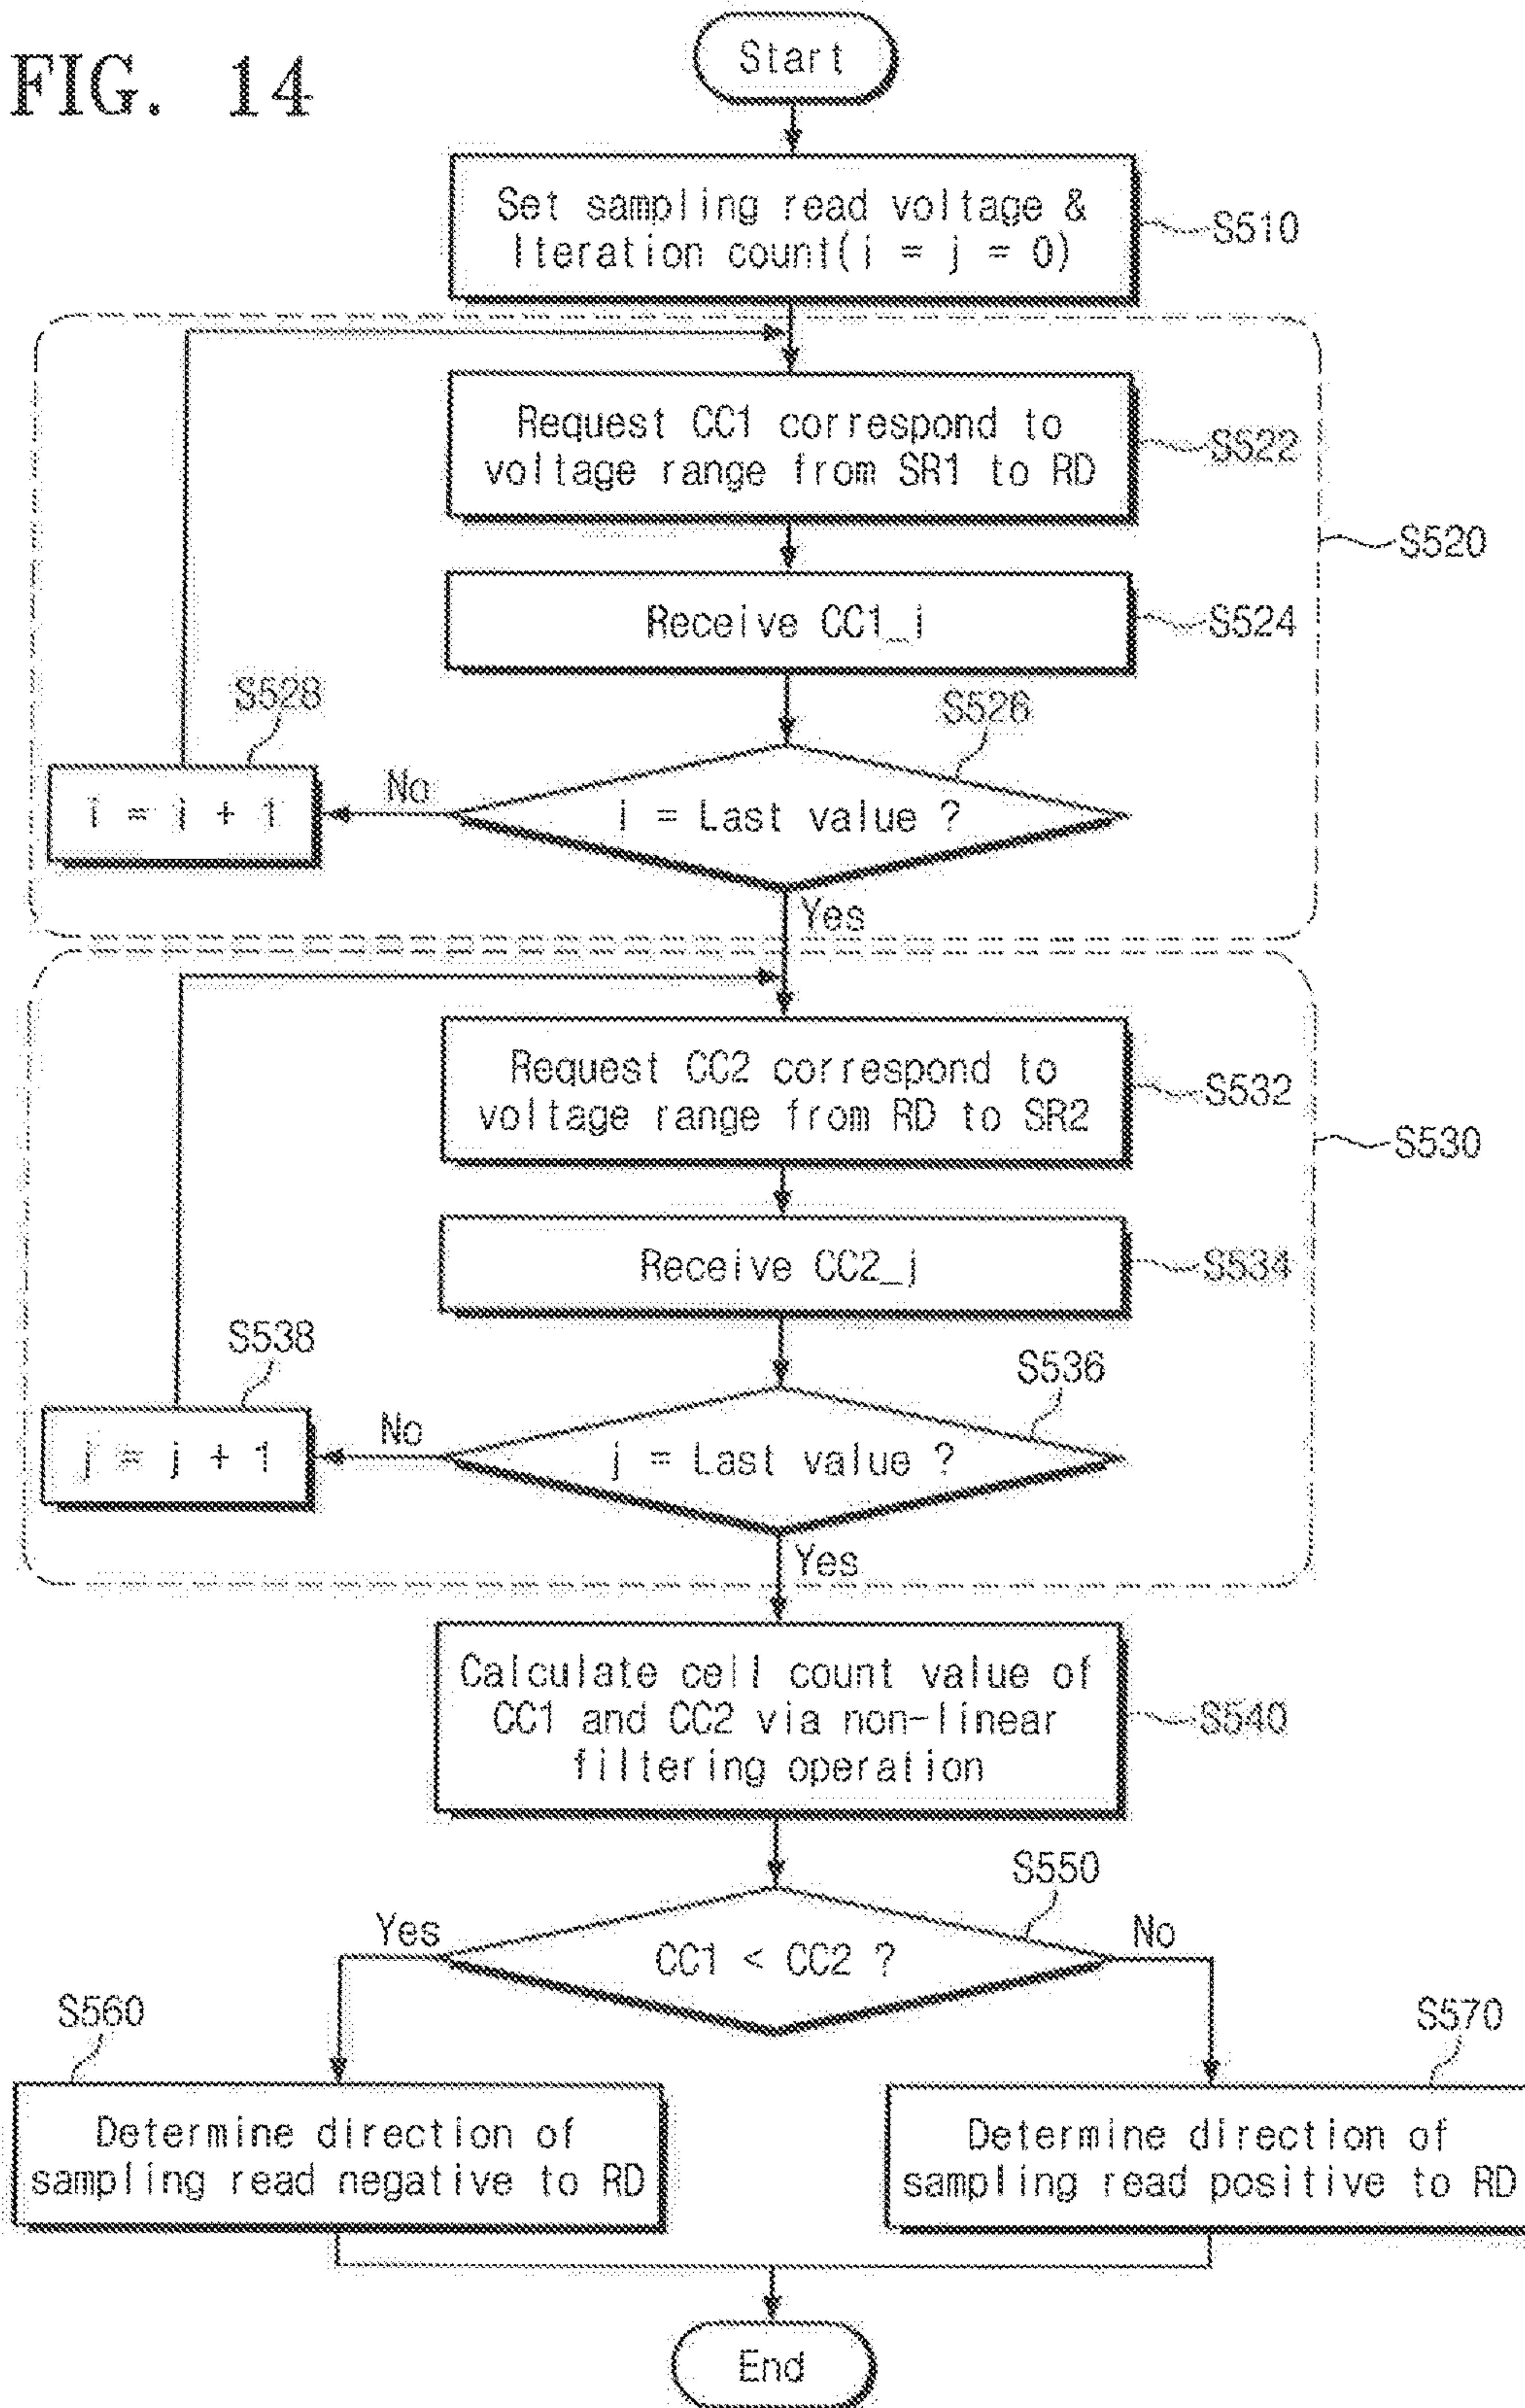 FIG. 14
Start
Set sampling read voltage &
Iteration count(i = j = 0)
S510
Request CC1 correspond to
voltage range from SR1 to RD
S522
S520
Receive CC1_i
S524
S528
S526
i = i + 1
No
i = Last value ?
Yes
Request CC2 correspond to
voltage range from RD to SR2
S532
S530
Receive CC2_j
S534
S538
S536
j = j + 1
No
j = Last value ?
Yes
Calculate cell count value of
CC1 and CC2 via non-linear
filtering operation
S540
S550
Yes
CC1 < CC2 ?
No
S560
S570
Determine direction of
sampling read negative to RD
Determine direction of
sampling read positive to RD
End